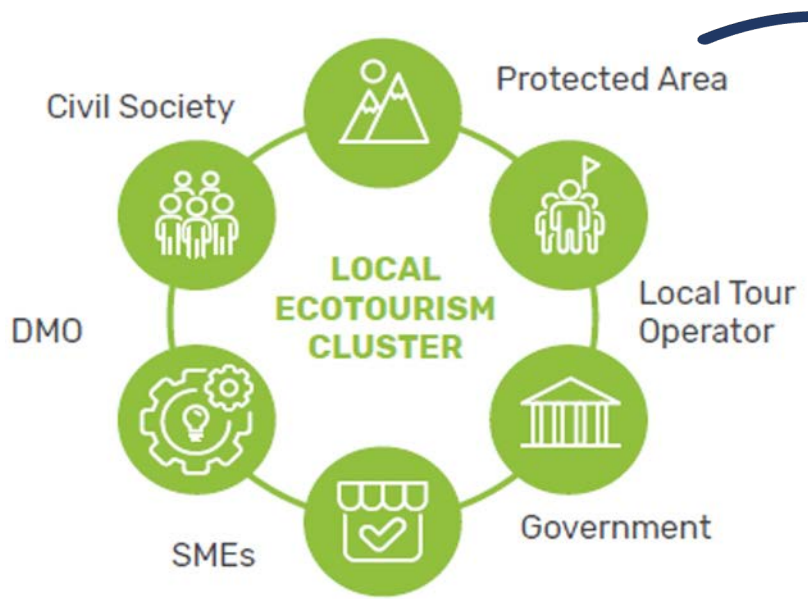 Protected Area
Civil Society
LOCAL
ECOTOURISM
CLUSTER
Local Tour
Operator
DMO
Government
SMEs